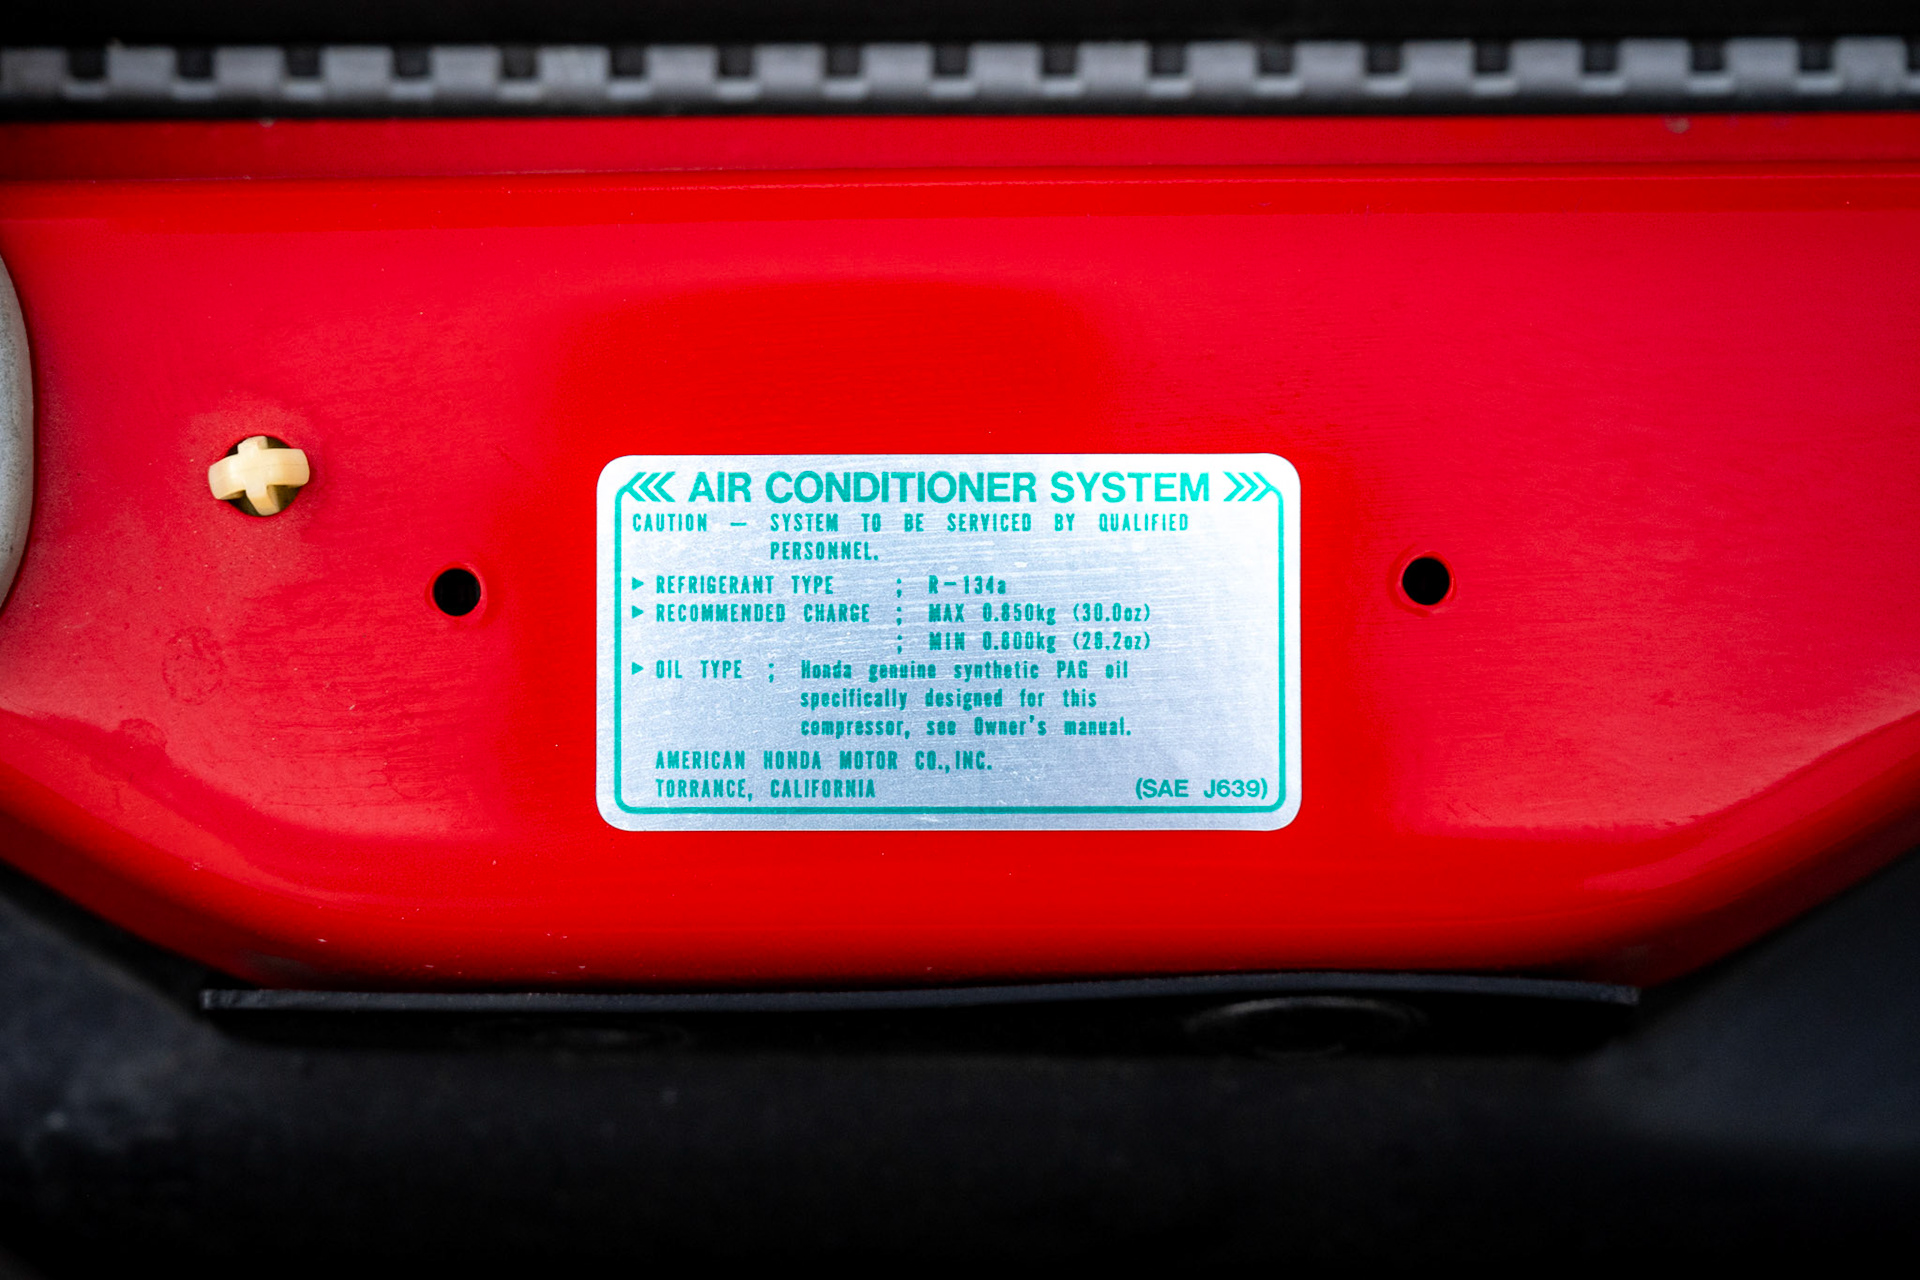 <<< AIR CONDITIONER SYSTEM >>>
CAUTION — SYSTEM TO BE SERVICED BY QUALIFIED
PERSONNEL.
▶ REFRIGERANT TYPE ; R-134a
▶ RECOMMENDED CHARGE ; MAX 0.850kg (30.0oz)
; MIN 0.800kg (28.2oz)
▶ OIL TYPE ; Honda genuine synthetic PAG oil
specifically designed for this
compressor, see Owner's manual.
AMERICAN HONDA MOTOR CO.,INC.
TORRANCE, CALIFORNIA (SAE J639)